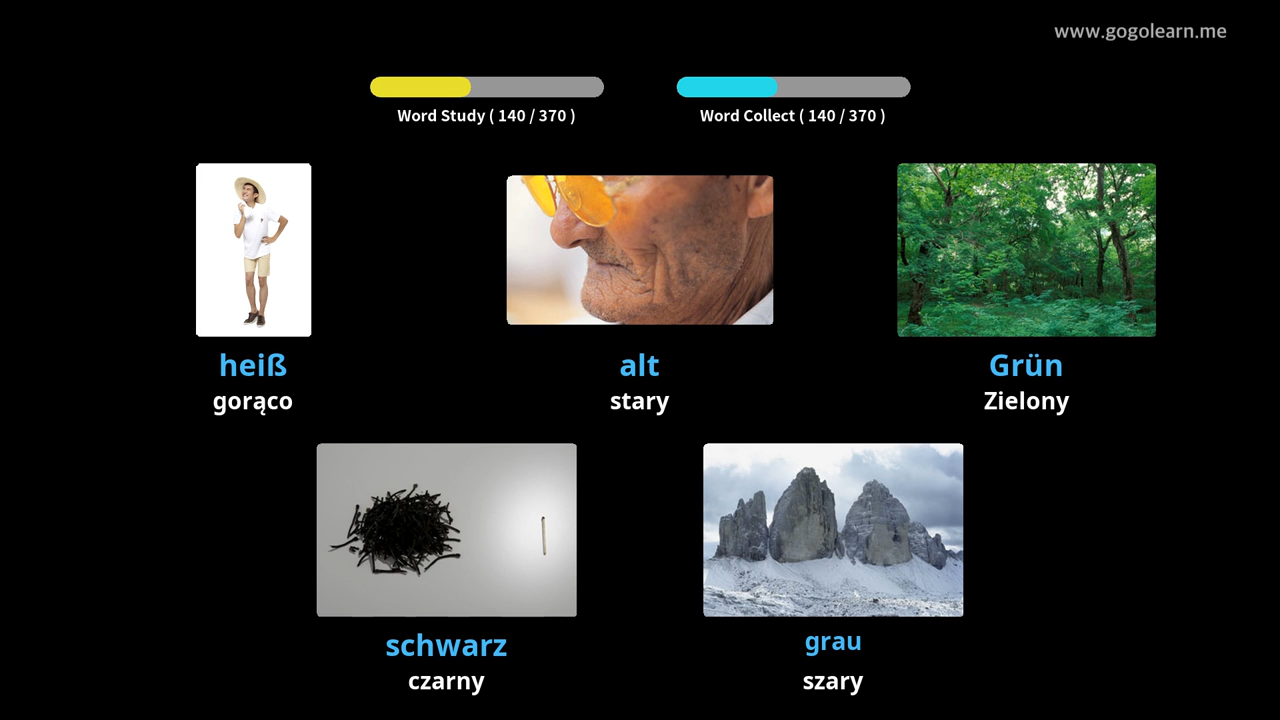 www.gogolearn.me
Word Study ( 140 / 370 )
Word Collect ( 140 / 370 )
heiß
gorąco
alt
stary
Grün
Zielony
schwarz
czarny
grau
szary